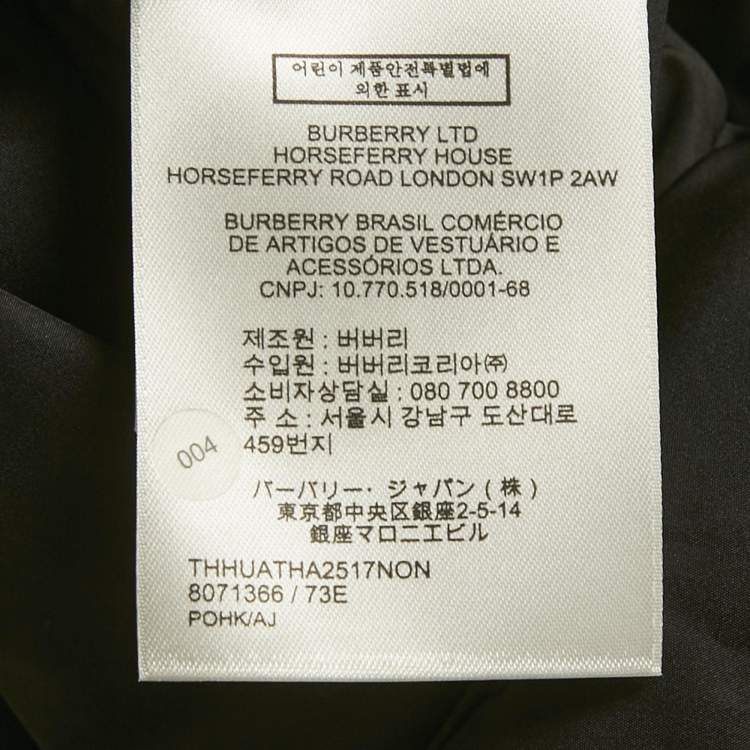 어린이 제품안전특별법에
의한 표시
BURBERRY LTD
HORSEFERRY HOUSE
HORSEFERRY ROAD LONDON SW1P 2AW
BURBERRY BRASIL COMÉRCIO
DE ARTIGOS DE VESTUÁRIO E
ACESSÓRIOS LTDA.
CNPJ: 10.770.518/0001-68
제조원 : 버버리
수입원 : 버버리코리아㈜
소비자상담실 : 080 700 8800
주 소 : 서울시 강남구 도산대로
459번지
004
バーバリー・ジャパン ( 株 )
東京都中央区銀座2-5-14
銀座マロニエビル
THHUATHA2517NON
8071366 / 73E
POHK/AJ